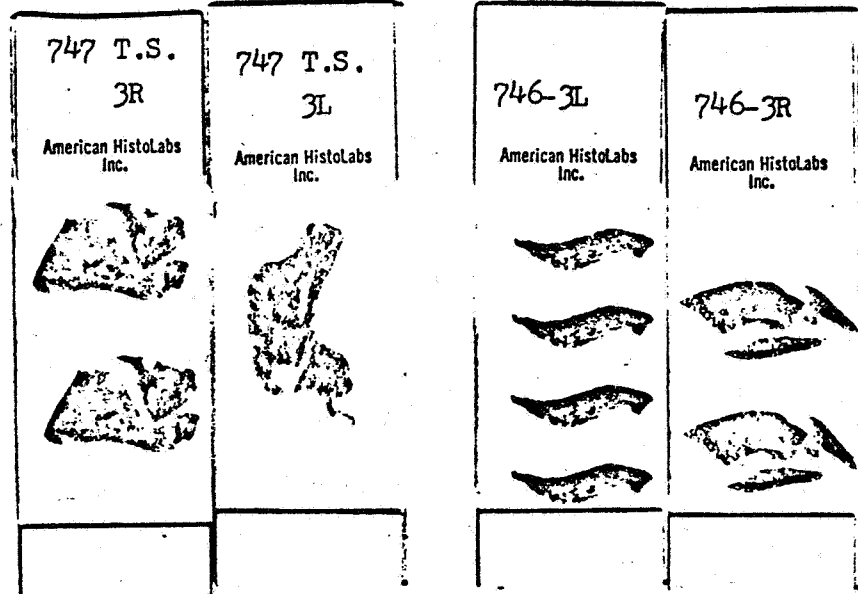 747 T.S.
3R
American HistoLabs
Inc.
747 T.S.
3L
American HistoLabs
Inc.
746-3L
American HistoLabs
Inc.
746-3R
American HistoLabs
Inc.